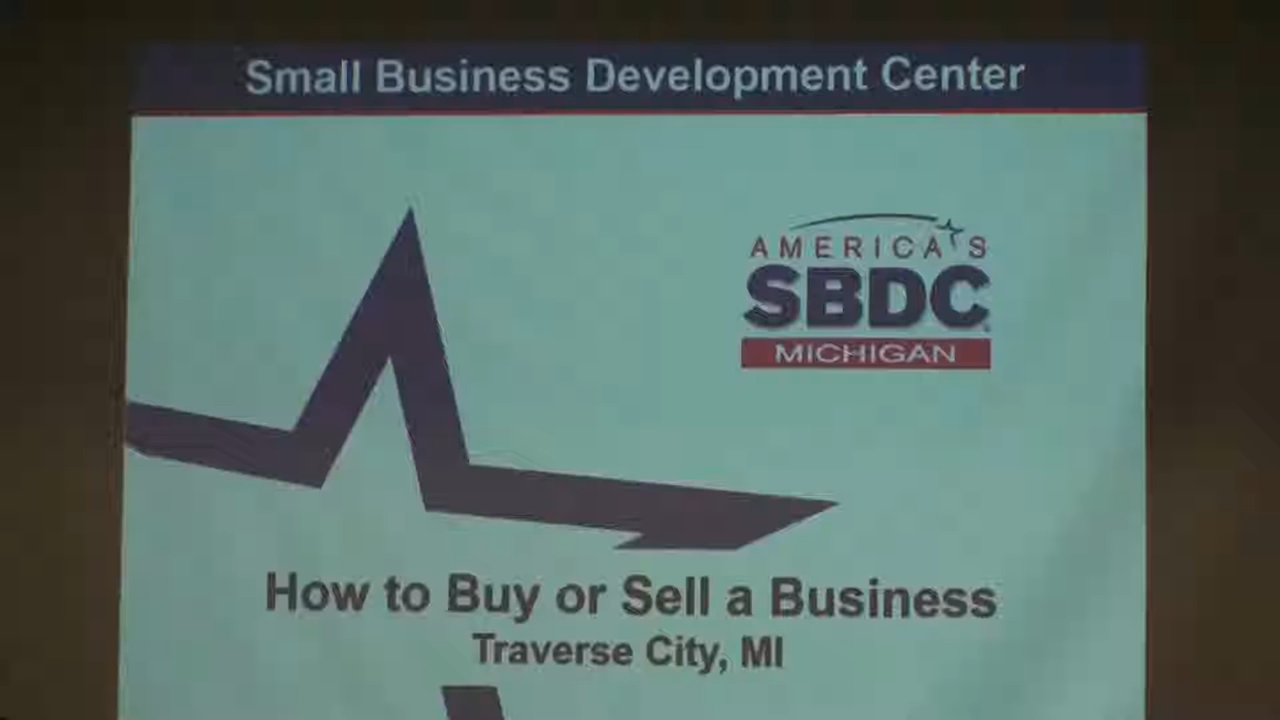 Small Business Development Center
AMERICA'S
SBDC
MICHIGAN
How to Buy or Sell a Business
Traverse City, MI